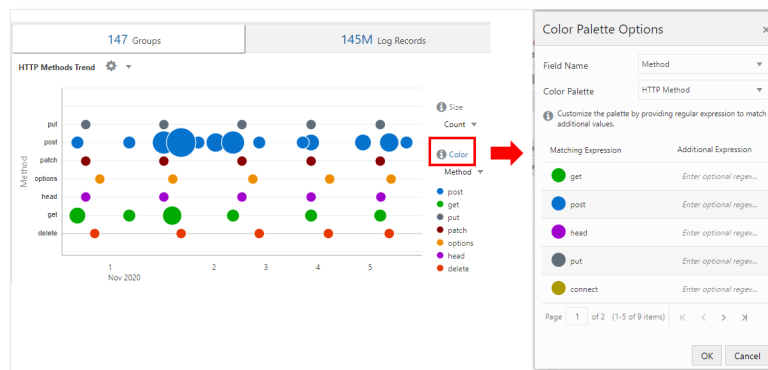 147 Groups
145M Log Records
HTTP Methods Trend
Method
put
post
patch
options
head
get
delete
1
2
3
4
5
Nov 2020
Size
Count
Color
Method
post
get
put
patch
options
head
delete
Color Palette Options
Field Name
Method
Color Palette
HTTP Method
Customize the palette by providing regular expression to match
additional values.
Matching Expression
Additional Expression
get
Enter optional regex...
post
Enter optional regex...
head
Enter optional regex...
put
Enter optional regex...
connect
Enter optional regex...
Page 1 of 2 (1-5 of 9 items)
OK
Cancel